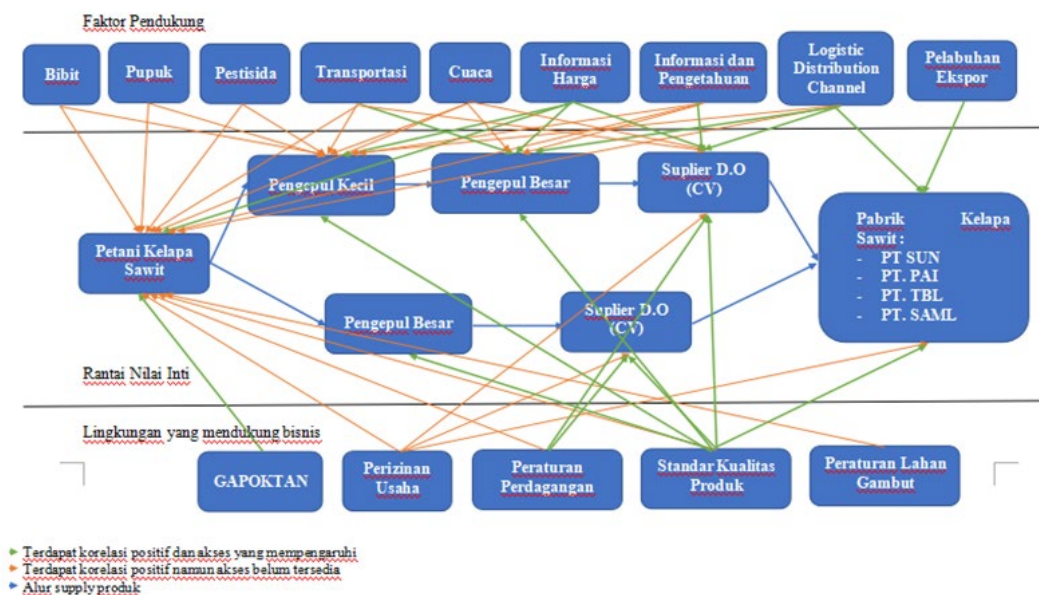 Faktor Pendukung
Bibit
Pupuk
Pestisida
Transportasi
Cuaca
Informasi
Harga
Informasi dan
Pengetahuan
Logistic
Distribution
Channel
Pelabuhan
Ekspor
Pengepul Kecil
Pengepul Besar
Suplier D.O
(CV)
Petani Kelapa
Sawit
Pabrik Kelapa
Sawit :
- PT SUN
- PT. PAI
- PT. TBL
- PT. SAML
Pengepul Besar
Suplier D.O
(CV)
Rantai Nilai Inti
Lingkungan yang mendukung bisnis
GAPOKTAN
Perizinan
Usaha
Peraturan
Perdagangan
Standar Kualitas
Produk
Peraturan Lahan
Gambut
Terdapat korelasi positif dan akses yang mempengaruhi
Terdapat korelasi positif namun akses belum tersedia
Alur supply produk